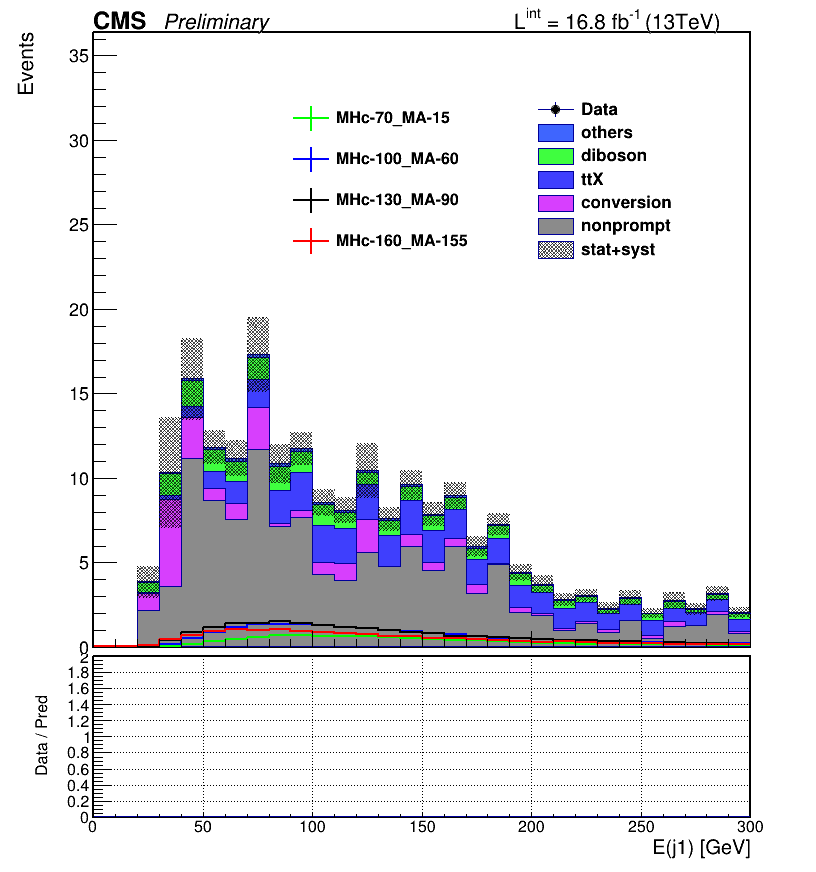 CMS Preliminary L^int = 16.8 fb^-1 (13TeV)
Events
35
30
25
20
15
10
5
0
MHc-70_MA-15
MHc-100_MA-60
MHc-130_MA-90
MHc-160_MA-155
Data
others
diboson
ttX
conversion
nonprompt
stat+syst
Data / Pred
2
1.8
1.6
1.4
1.2
1
0.8
0.6
0.4
0.2
0
0 50 100 150 200 250 300
E(j1) [GeV]